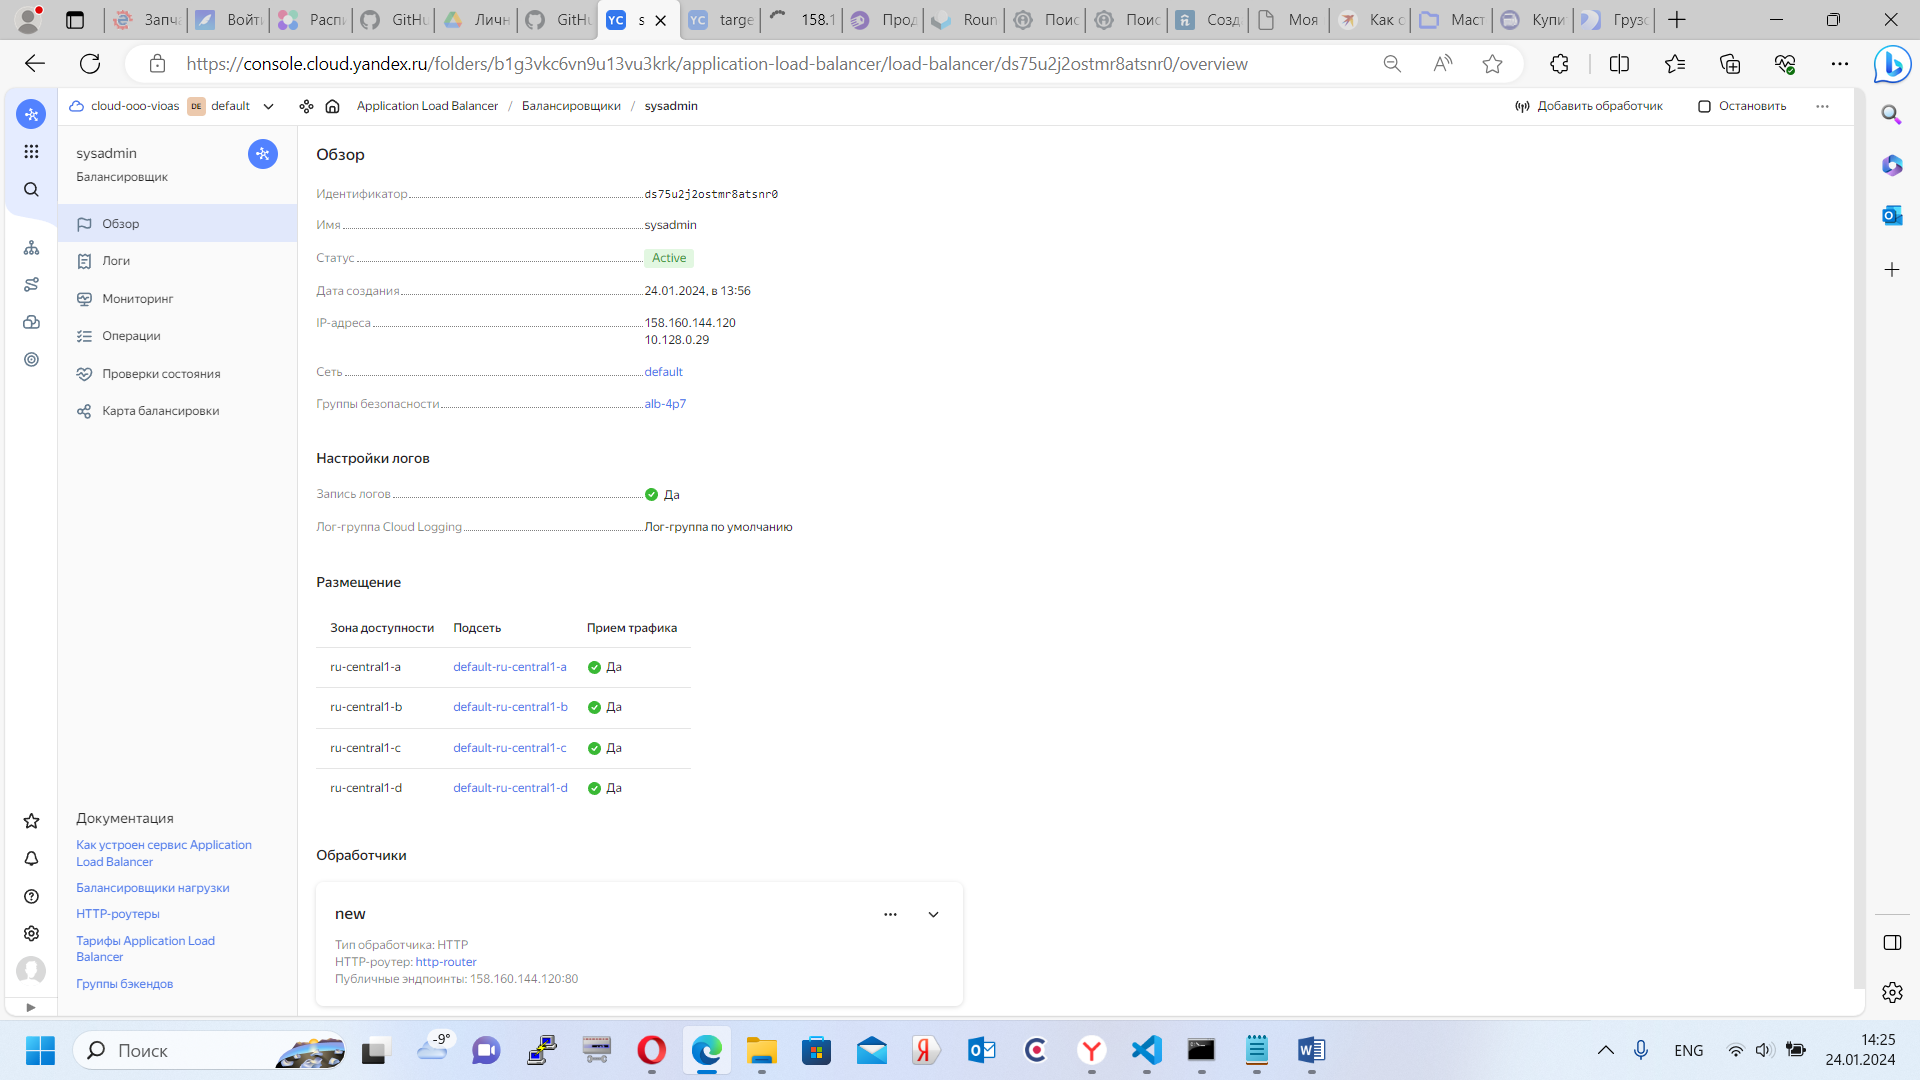 Запча
Войти
Распи
GitHu
Личн
GitHu
YC
s
YC
targe
158.1
Прод
Roun
Поис
Поис
Созд
Моя
Как с
Маст
Купи
Грузо
https://console.cloud.yandex.ru/folders/b1g3vkc6vn9u13vu3krk/application-load-balancer/load-balancer/ds75u2j2ostmr8atsnr0/overview
cloud-ooo-vioas DE default
Application Load Balancer / Балансировщики / sysadmin
Добавить обработчик
Остановить
sysadmin
Балансировщик
Обзор
Логи
Мониторинг
Операции
Проверки состояния
Карта балансировки
Документация
Как устроен сервис Application
Load Balancer
Балансировщики нагрузки
HTTP-роутеры
Тарифы Application Load
Balancer
Группы бэкендов
Обзор
Идентификатор ds75u2j2ostmr8atsnr0
Имя sysadmin
Статус Active
Дата создания 24.01.2024, в 13:56
IP-адреса 158.160.144.120
10.128.0.29
Сеть default
Группы безопасности alb-4p7
Настройки логов
Запись логов Да
Лог-группа Cloud Logging Лог-группа по умолчанию
Размещение
Зона доступности Подсеть Прием трафика
ru-central1-a default-ru-central1-a Да
ru-central1-b default-ru-central1-b Да
ru-central1-c default-ru-central1-c Да
ru-central1-d default-ru-central1-d Да
Обработчики
new
Тип обработчика: HTTP
HTTP-роутер: http-router
Публичные эндпоинты: 158.160.144.120:80
Поиск
-9°
ENG
14:25
24.01.2024